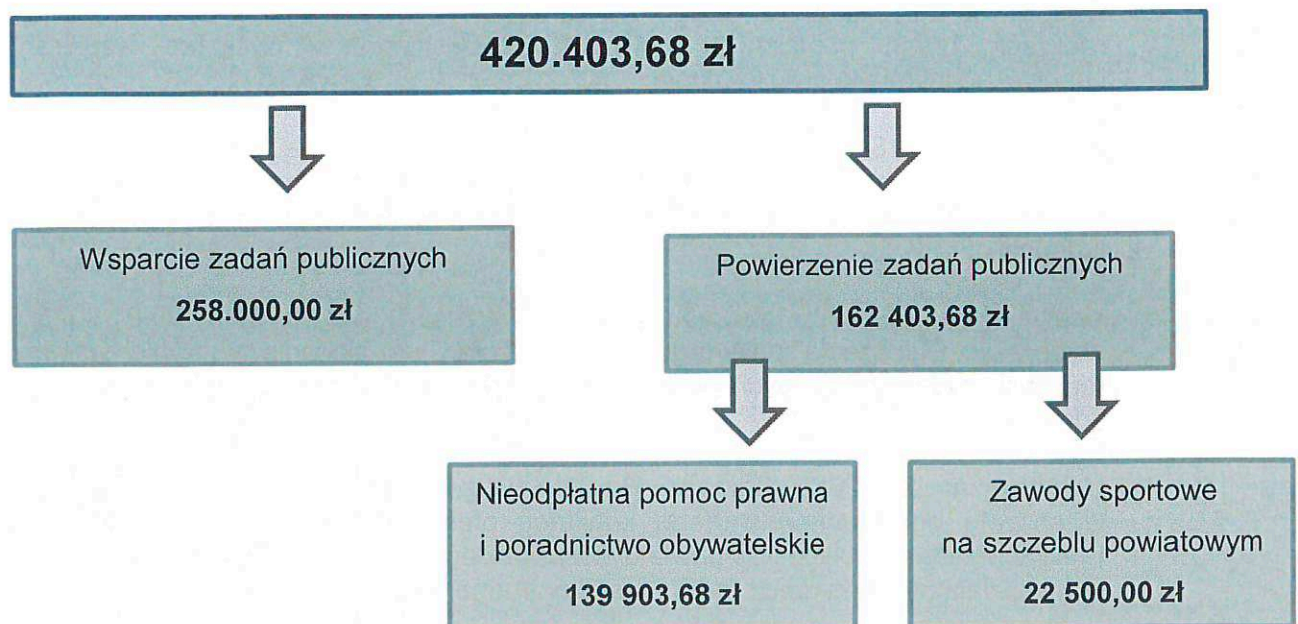 420.403,68 zł
Wsparcie zadań publicznych
258.000,00 zł
Powierzenie zadań publicznych
162 403,68 zł
Nieodpłatna pomoc prawna
i poradnictwo obywatelskie
139 903,68 zł
Zawody sportowe
na szczeblu powiatowym
22 500,00 zł